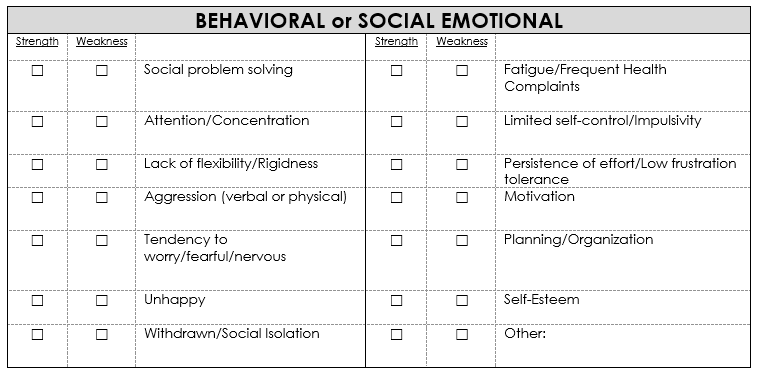 BEHAVIORAL or SOCIAL EMOTIONAL
Strength Weakness Strength Weakness
☐ ☐ Social problem solving
☐ ☐ Fatigue/Frequent Health
Complaints
☐ ☐ Attention/Concentration
☐ ☐ Limited self-control/Impulsivity
☐ ☐ Lack of flexibility/Rigidness
☐ ☐ Persistence of effort/Low frustration
tolerance
☐ ☐ Aggression (verbal or physical)
☐ ☐ Motivation
☐ ☐ Tendency to
worry/fearful/nervous
☐ ☐ Planning/Organization
☐ ☐ Unhappy
☐ ☐ Self-Esteem
☐ ☐ Withdrawn/Social Isolation
☐ ☐ Other: